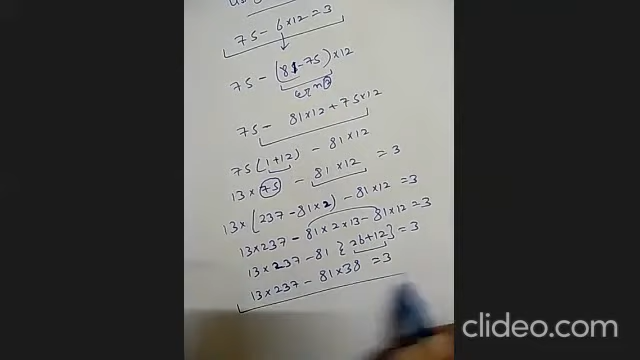 75 - 6×12 = 3
75 - (81-75)×12
75 - 81×12 + 75×12
75(1+12) - 81×12
13×75 - 81×12 = 3
13×(237-81×2) - 81×12 = 3
13×237 - 81×2×13 - 81×12 = 3
13×237 - 81 {26+12} = 3
13×237 - 81×38 = 3
clideo.com